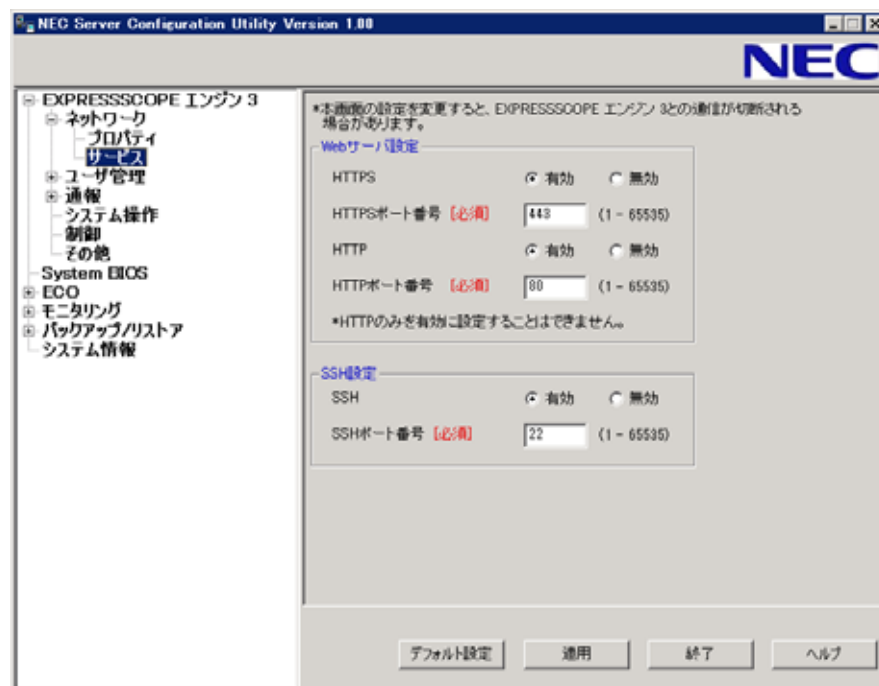 NEC Server Configuration Utility Version 1.00
NEC
EXPRESSSCOPE エンジン 3
ネットワーク
プロパティ
サービス
ユーザ管理
通報
システム操作
制御
その他
System BIOS
ECO
モニタリング
バックアップ/リストア
システム情報
*本画面の設定を変更すると、EXPRESSSCOPE エンジン 3との通信が切断される
場合があります。
Webサーバ設定
HTTPS 有効 無効
HTTPSポート番号 [必須] 443 (1 - 65535)
HTTP 有効 無効
HTTPポート番号 [必須] 80 (1 - 65535)
*HTTPのみを有効に設定することはできません。
SSH設定
SSH 有効 無効
SSHポート番号 [必須] 22 (1 - 65535)
デフォルト設定 適用 終了 ヘルプ